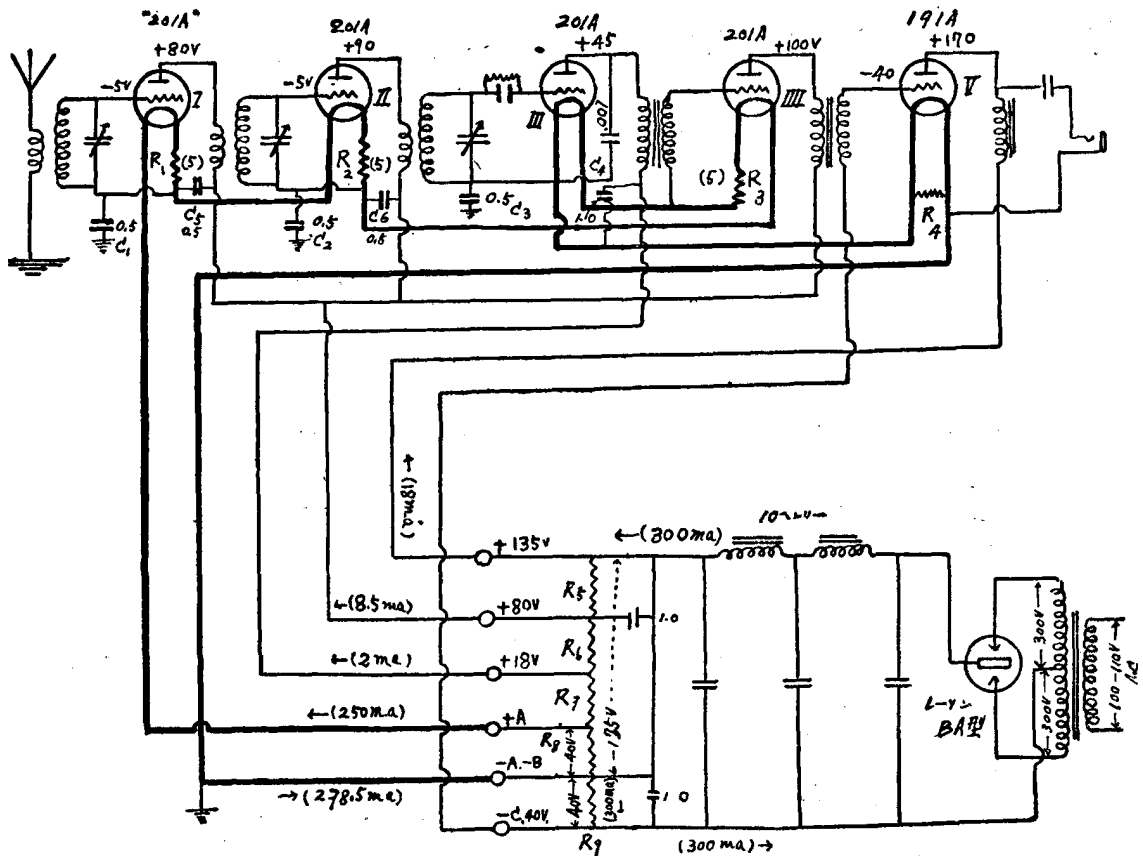 "201A"
201A
201A
201A
191A
+80V
+90
+45
+100V
+170
-5V
-5V
-40
I
II
III
IIII
V
.007
R1
(5)
R2
(5)
(5)
R3
R4
0.5
C1
C5
0.5
0.5
C2
C6
0.5
0.5
C3
C4
1.0
←(18ma)
←(300ma)
+135V
←(8.5ma)
+80V
←(2ma)
+18V
←(250ma)
+A
-A.-B
→(278.5ma)
-C.40V.
R5
R6
R7
R8
R9
40V
40V
(300ma)
1.0
1.0
(300ma)→
300V
300V
100-110V
BA型